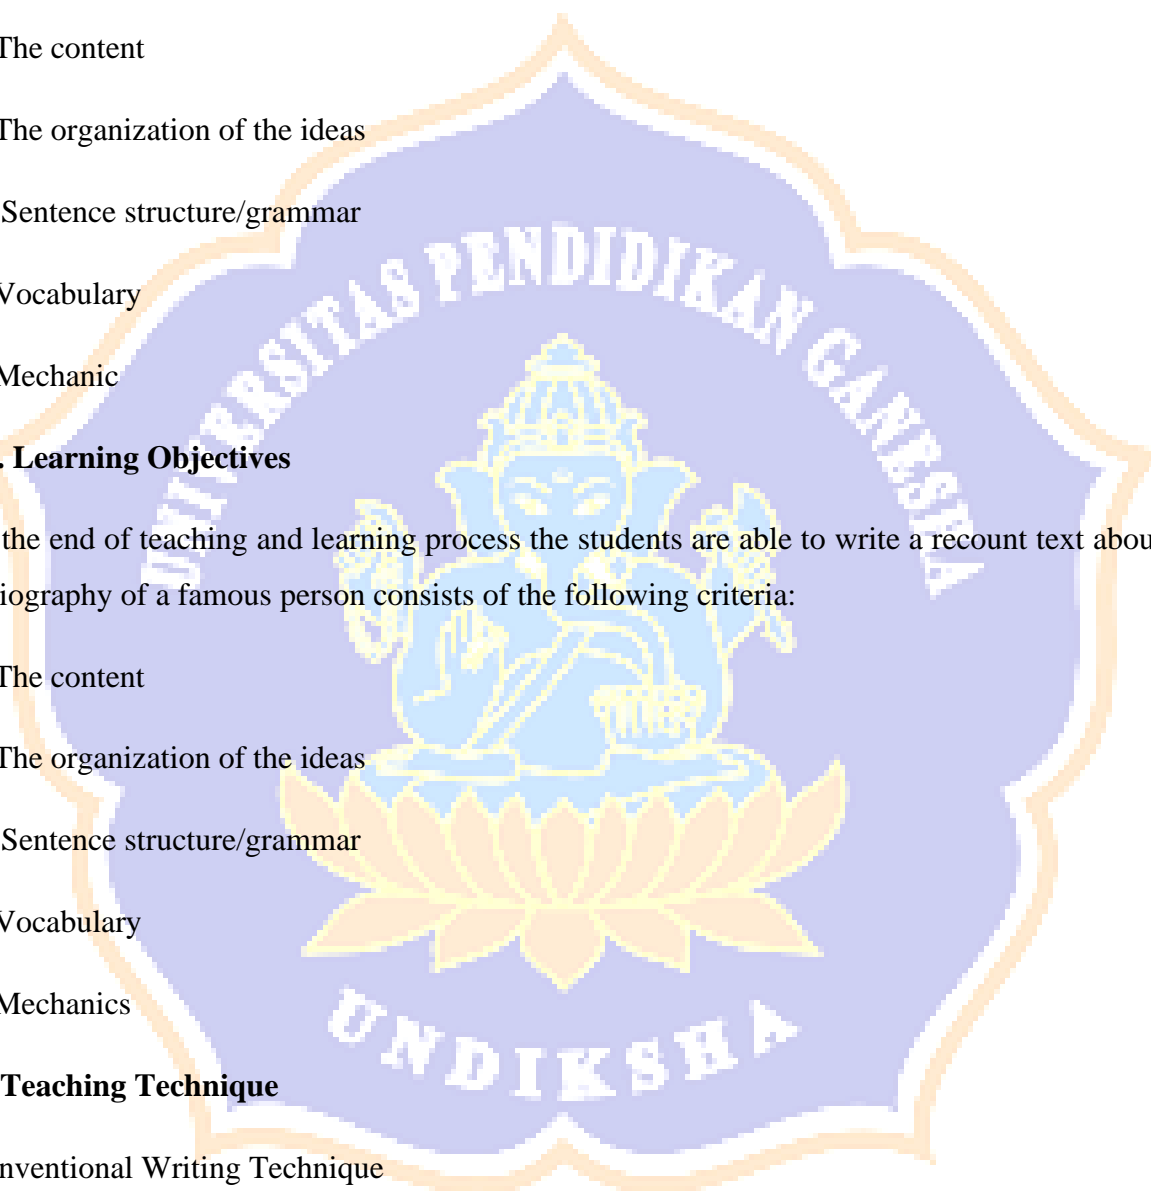 The content
The organization of the ideas
Sentence structure/grammar
Vocabulary
Mechanic
. Learning Objectives
the end of teaching and learning process the students are able to write a recount text abou
iography of a famous person consists of the following criteria:
The content
The organization of the ideas
Sentence structure/grammar
Vocabulary
Mechanics
Teaching Technique
nventional Writing Technique
UNIVERSITAS PENDIDIKAN GANESHA
UNDIKSHA